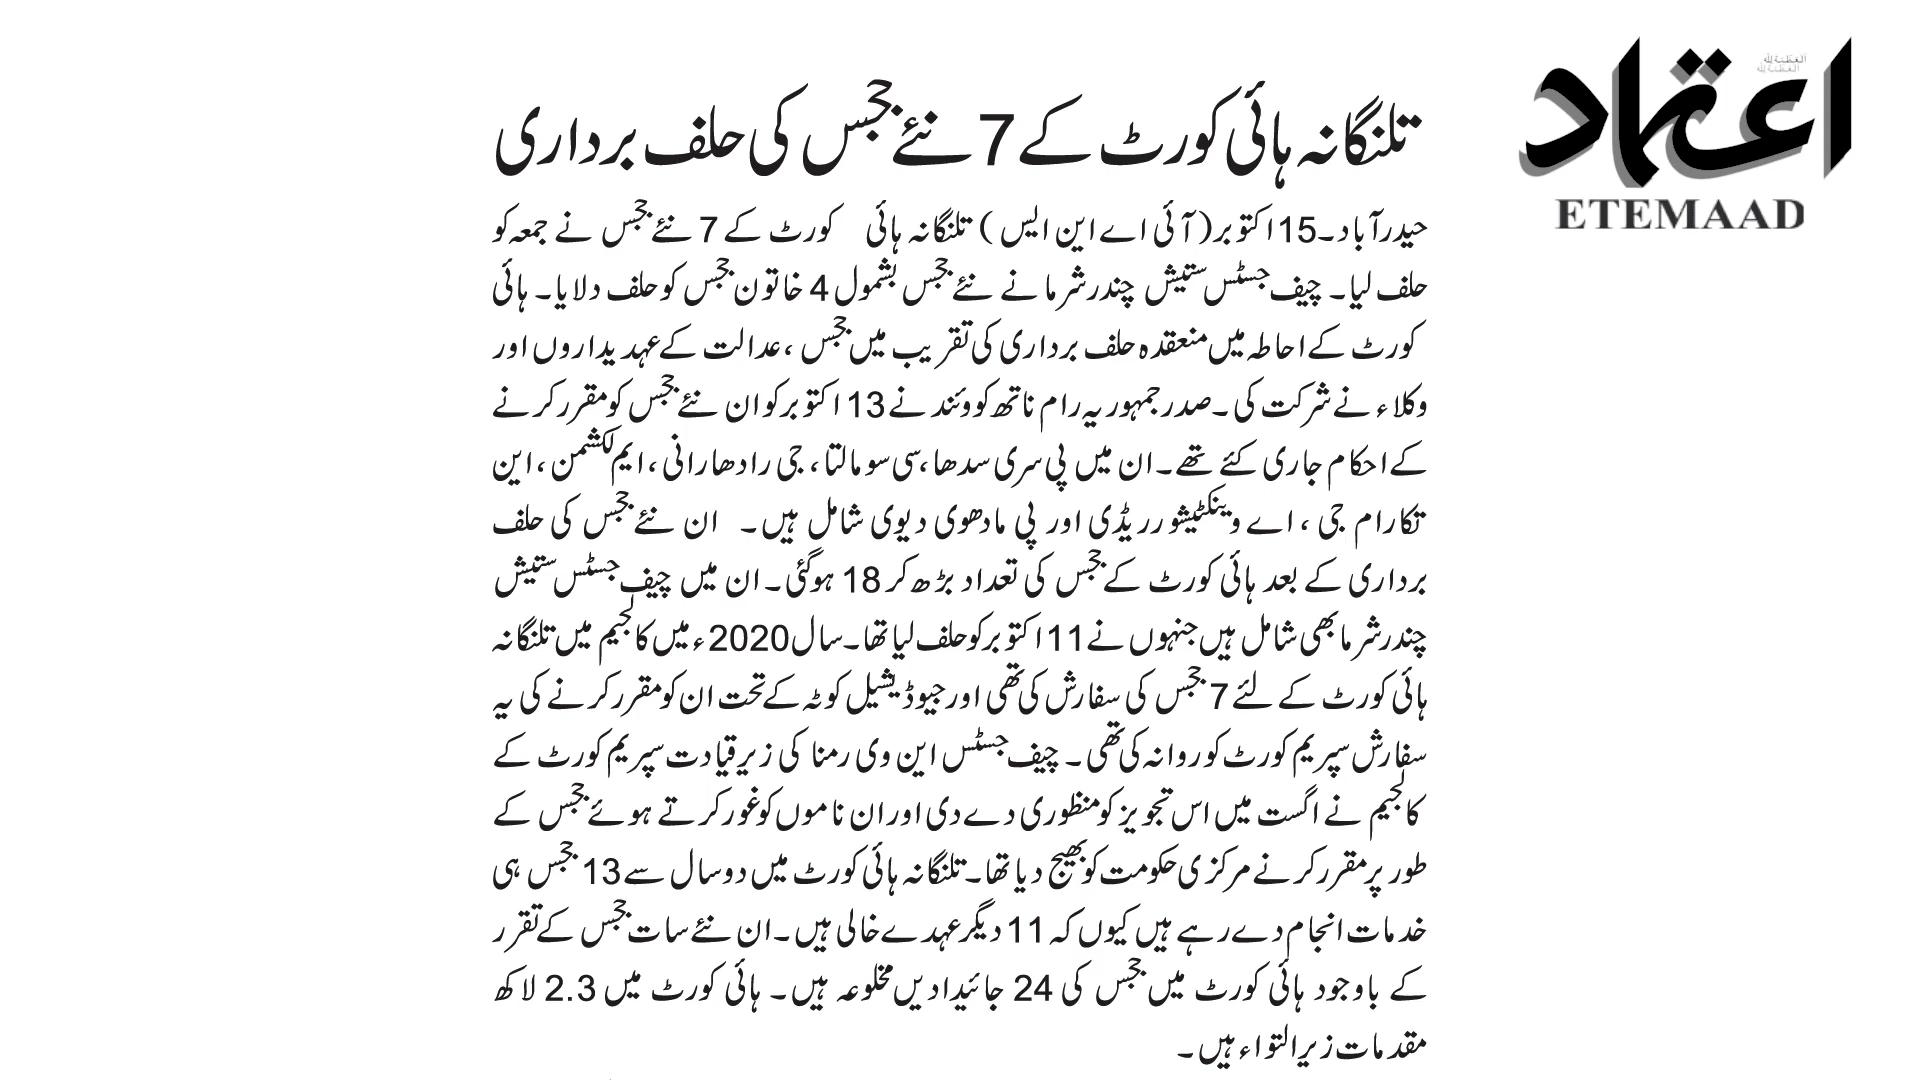 اعتماد
ETEMAAD
تلنگانہ ہائی کورٹ کے 7 نئے ججس کی حلف برداری
حیدرآباد۔15اکتوبر(آئی اے این ایس) تلنگانہ ہائی کورٹ کے 7 نئے ججس نے جمعہ کو
حلف لیا۔ چیف جسٹس ستیش چندر شرما نے نئے ججس بشمول 4 خاتون ججس کو حلف دلایا۔ ہائی
کورٹ کے احاطہ میں منعقدہ حلف برداری کی تقریب میں ججس ،عدالت کے عہدیداروں اور
وکلاء نے شرکت کی۔صدر جمہوریہ رام ناتھ کووئند نے 13اکتوبر کو ان نئے ججس کو مقرر کرنے
کے احکام جاری کئے تھے۔ان میں پی سری سدھا،سی سومالتا، جی رادھا رانی ،ایم لکشمن ،این
تکارام جی ، اے وینکٹیشورریڈی اور پی مادھوی دیوی شامل ہیں۔ ان نئے ججس کی حلف
برداری کے بعد ہائی کورٹ کے ججس کی تعداد بڑھ کر 18 ہوگئی۔ان میں چیف جسٹس ستیش
چندر شرما بھی شامل ہیں جنہوں نے 11اکتوبر کو حلف لیا تھا۔سال 2020ء میں کالجیم میں تلنگانہ
ہائی کورٹ کے لئے 7 ججس کی سفارش کی تھی اور جیوڈیشیل کوٹہ کے تحت ان کو مقرر کرنے کی یہ
سفارش سپریم کورٹ کو روانہ کی تھی۔ چیف جسٹس این وی رمنا کی زیر قیادت سپریم کورٹ کے
کالجیم نے اگست میں اس تجویز کو منظوری دے دی اور ان ناموں کو غور کرتے ہوئے ججس کے
طور پر مقرر کرنے مرکزی حکومت کو بھیج دیا تھا۔تلنگانہ ہائی کورٹ میں دو سال سے 13 ججس ہی
خدمات انجام دے رہے ہیں کیوں کہ 11 دیگر عہدے خالی ہیں۔ان نئے سات ججس کے تقرر
کے باوجود ہائی کورٹ میں ججس کی 24 جائیدادیں مخلوعہ ہیں۔ ہائی کورٹ میں 2.3 لاکھ
مقدمات زیر التواء ہیں۔